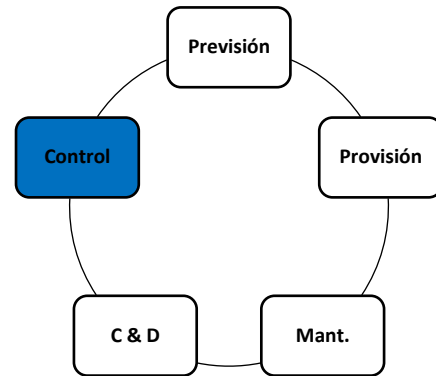 Previsión
Control
Provisión
C & D
Mant.